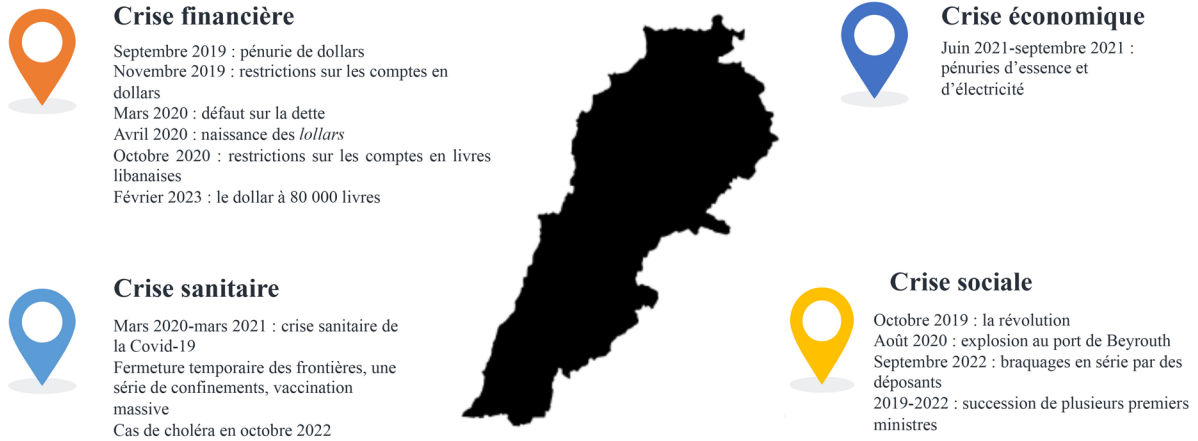 Crise financière
Septembre 2019 : pénurie de dollars
Novembre 2019 : restrictions sur les comptes en
dollars
Mars 2020 : défaut sur la dette
Avril 2020 : naissance des lollars
Octobre 2020 : restrictions sur les comptes en livres
libanaises
Février 2023 : le dollar à 80 000 livres
Crise économique
Juin 2021-septembre 2021 :
pénuries d’essence et
d’électricité
Crise sanitaire
Mars 2020-mars 2021 : crise sanitaire de
la Covid-19
Fermeture temporaire des frontières, une
série de confinements, vaccination
massive
Cas de choléra en octobre 2022
Crise sociale
Octobre 2019 : la révolution
Août 2020 : explosion au port de Beyrouth
Septembre 2022 : braquages en série par des
déposants
2019-2022 : succession de plusieurs premiers
ministres